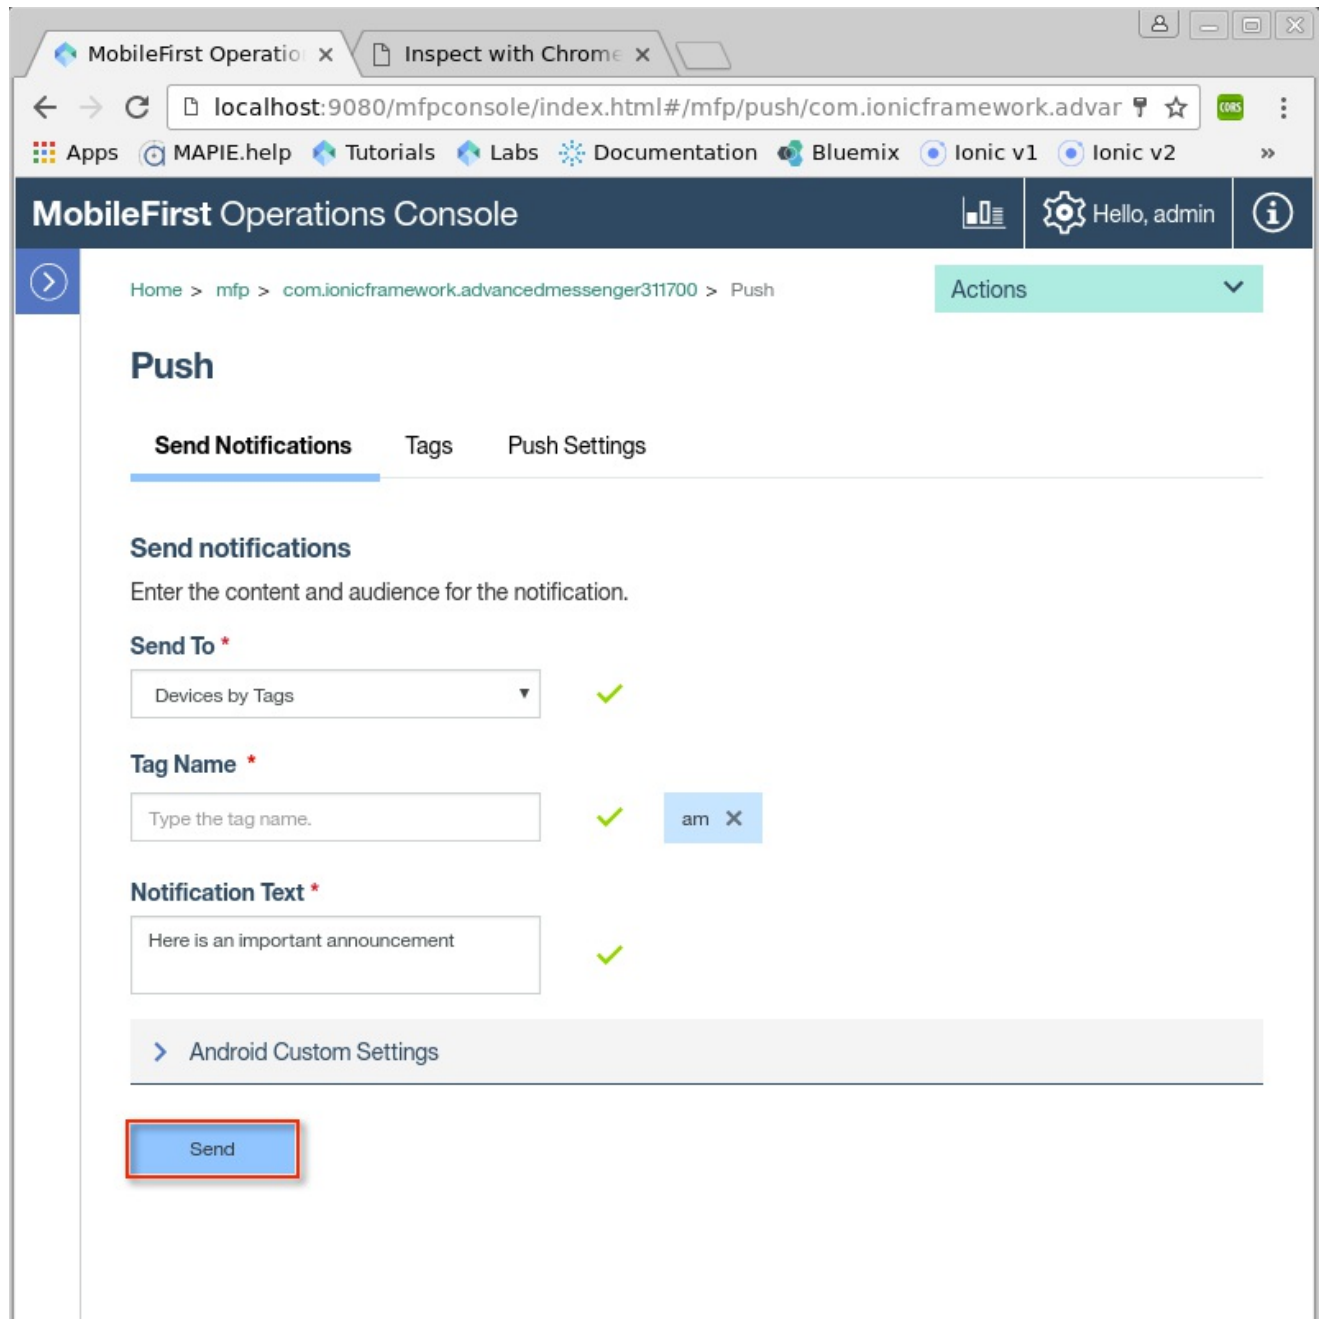 MobileFirst Operatio
Inspect with Chrome
localhost:9080/mfpconsole/index.html#/mfp/push/com.ionicframework.advar
CORS
Apps MAPIE.help Tutorials Labs Documentation Bluemix Ionic v1 Ionic v2 »
MobileFirst Operations Console
Hello, admin
Home > mfp > com.ionicframework.advancedmessenger311700 > Push
Actions
Push
Send Notifications Tags Push Settings
Send notifications
Enter the content and audience for the notification.
Send To *
Devices by Tags
Tag Name *
Type the tag name.
am
Notification Text *
Here is an important announcement
Android Custom Settings
Send